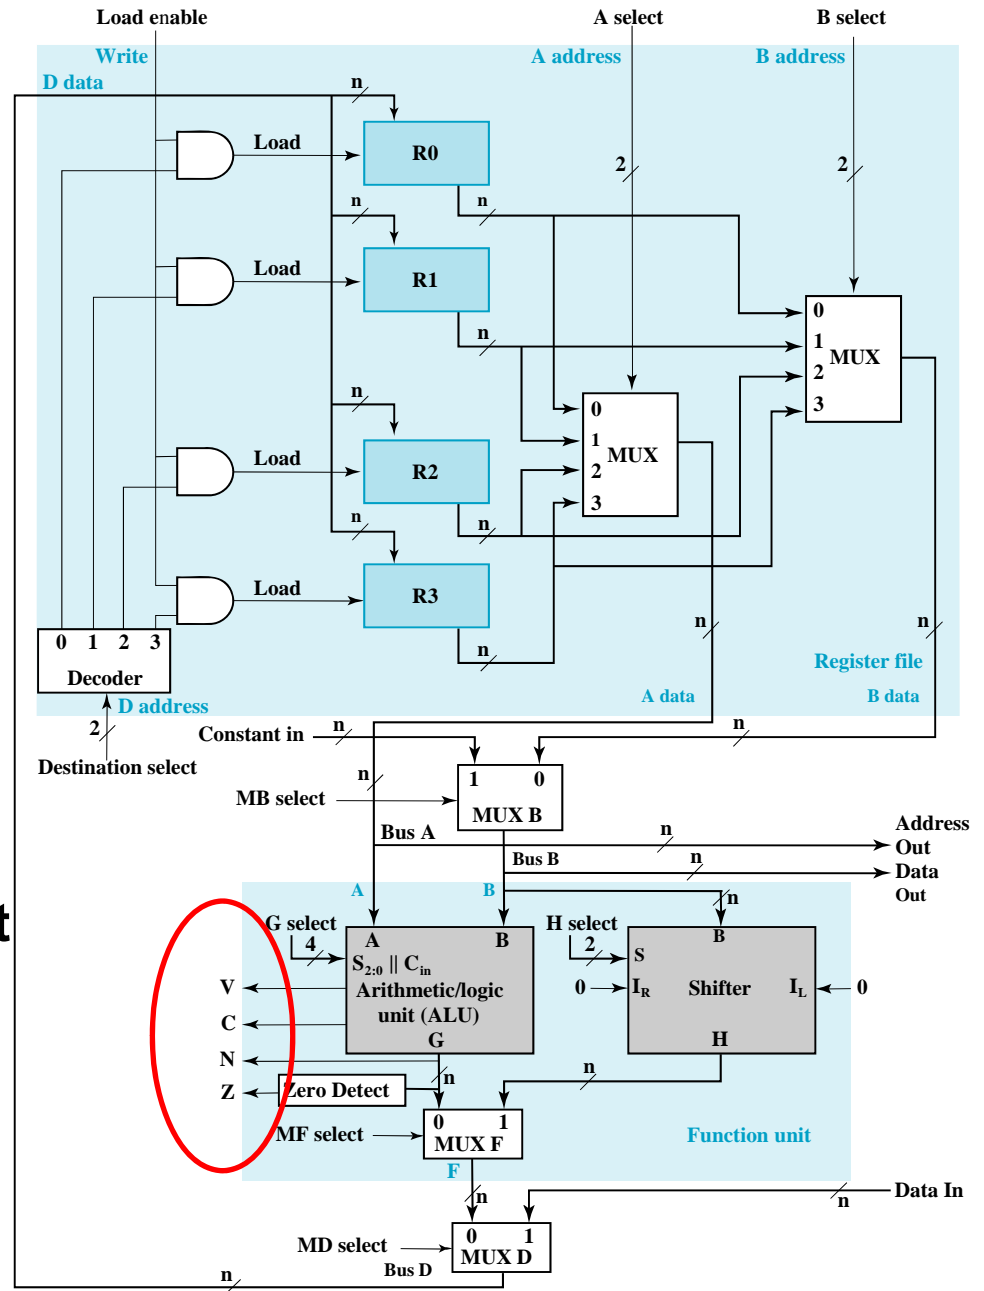 Load enable
A select
B select
Write
A address
B address
D data
n
Load
R0
2
2
n
n
Load
R1
0
n
1
MUX
2
n
3
0
1
MUX
Load
R2
2
3
n
n
Load
R3
n
n
n
0 1 2 3
Register file
Decoder
D address
A data
B data
2
Constant in
n
n
Destination select
n
1 0
MB select
MUX B
Address
Bus A
n
Out
Bus B
n
Data
Out
A
B
n
t
G select
H select
4
A
B
2
B
S2:0 || Cin
S
V
Arithmetic/logic
0
IR
Shifter
IL
0
unit (ALU)
C
G
H
N
n
n
Z
Zero Detect
0 1
MF select
MUX F
Function unit
F
n
Data In
n
0 1
MD select
MUX D
Bus D
n